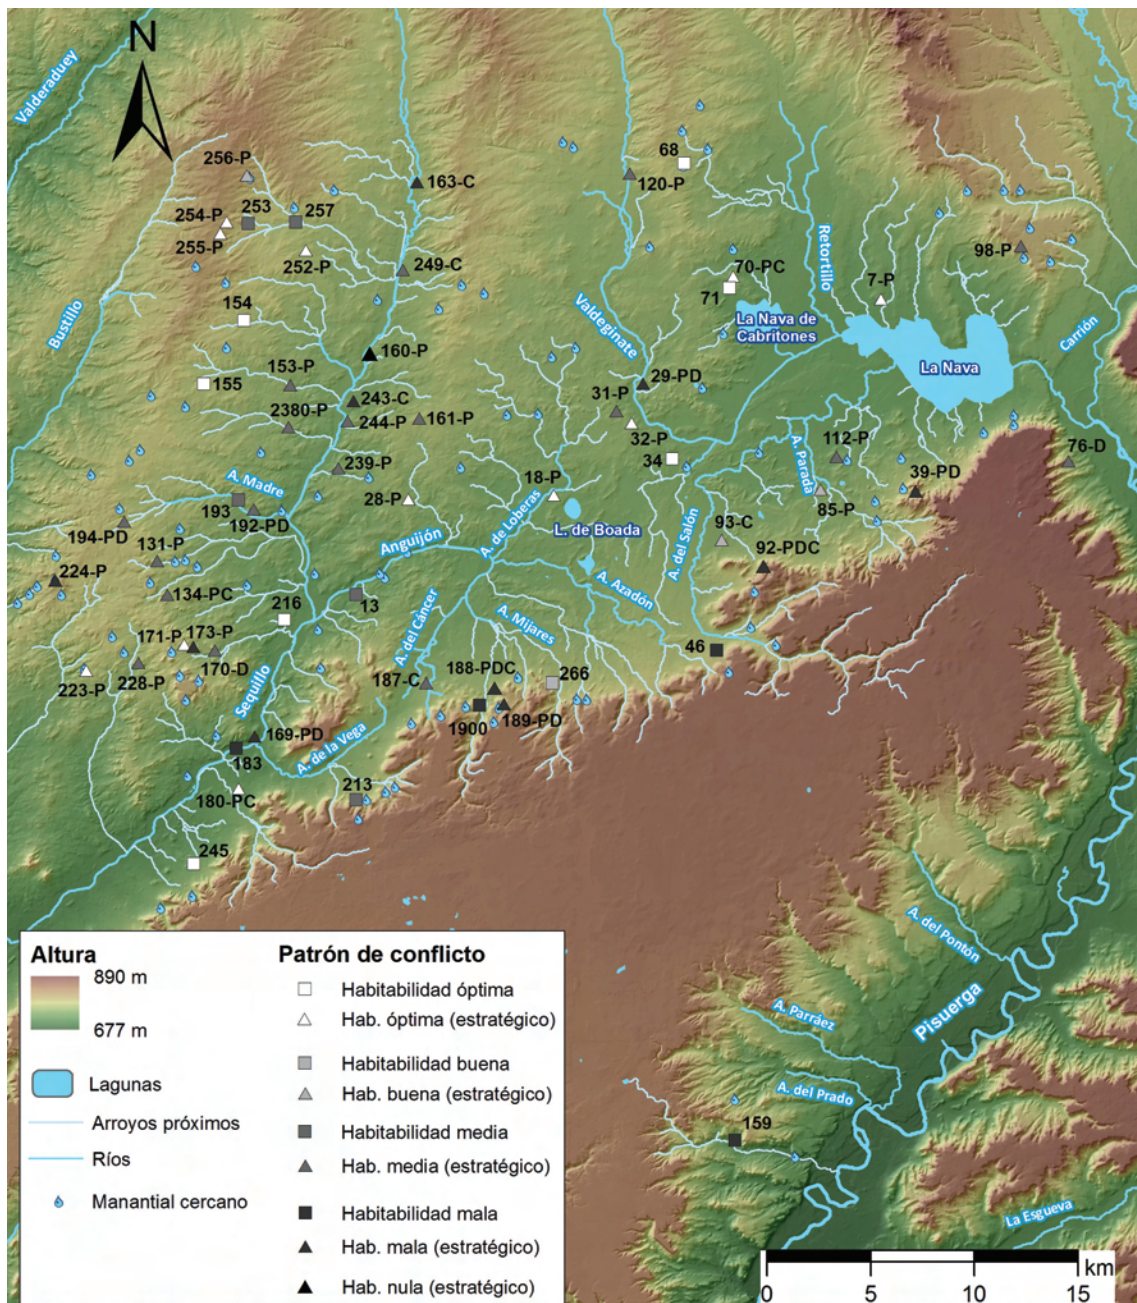 N
Valderaduey
256-P
163-C
68
120-P
254-P
253
257
255-P
252-P
249-C
Retortillo
98-P
70-PC
71
7-P
Bustillo
154
Valdeginate
La Nava de
Cabritones
Carrión
160-P
La Nava
153-P
155
29-PD
243-C
31-P
2380-P
244-P
161-P
32-P
A. Parada
112-P
76-D
239-P
34
39-PD
A. Madre
28-P
18-P
193
192-PD
85-P
194-PD
A. de Loberas
L. de Boada
A. del Salón
93-C
131-P
Anguijón
92-PDC
224-P
A. Azadón
134-PC
216
13
A. del Cáncer
A. Mijares
171-P
173-P
170-D
46
223-P
228-P
Sequillo
188-PDC
266
187-C
1900
189-PD
169-PD
183
A. de la Vega
180-PC
213
245
A. del Pontón
Pisuerga
A. Parráez
A. del Prado
159
La Esgueva
Altura
890 m
677 m
Lagunas
Arroyos próximos
Ríos
Manantial cercano
Patrón de conflicto
Habitabilidad óptima
Hab. óptima (estratégico)
Habitabilidad buena
Hab. buena (estratégico)
Habitabilidad media
Hab. media (estratégico)
Habitabilidad mala
Hab. mala (estratégico)
Hab. nula (estratégico)
km
0
5
10
15